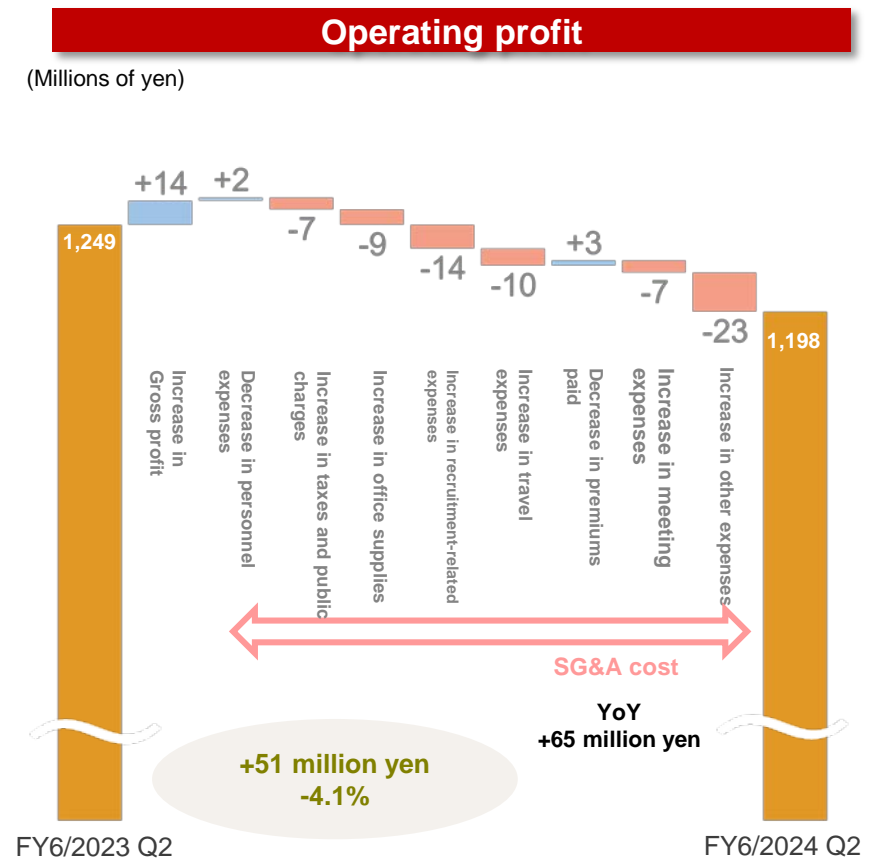 Operating profit
(Millions of yen)
+14
+2
-7
-9
-14
-10
+3
-7
-23
1,249
1,198
Increase in
Gross profit
Decrease in personnel
expenses
Increase in taxes and public
charges
Increase in office supplies
Increase in recruitment-related
expenses
Increase in travel
expenses
Decrease in premiums
paid
Increase in meeting
expenses
Increase in other expenses
SG&A cost
YoY
+65 million yen
+51 million yen
-4.1%
FY6/2023 Q2
FY6/2024 Q2